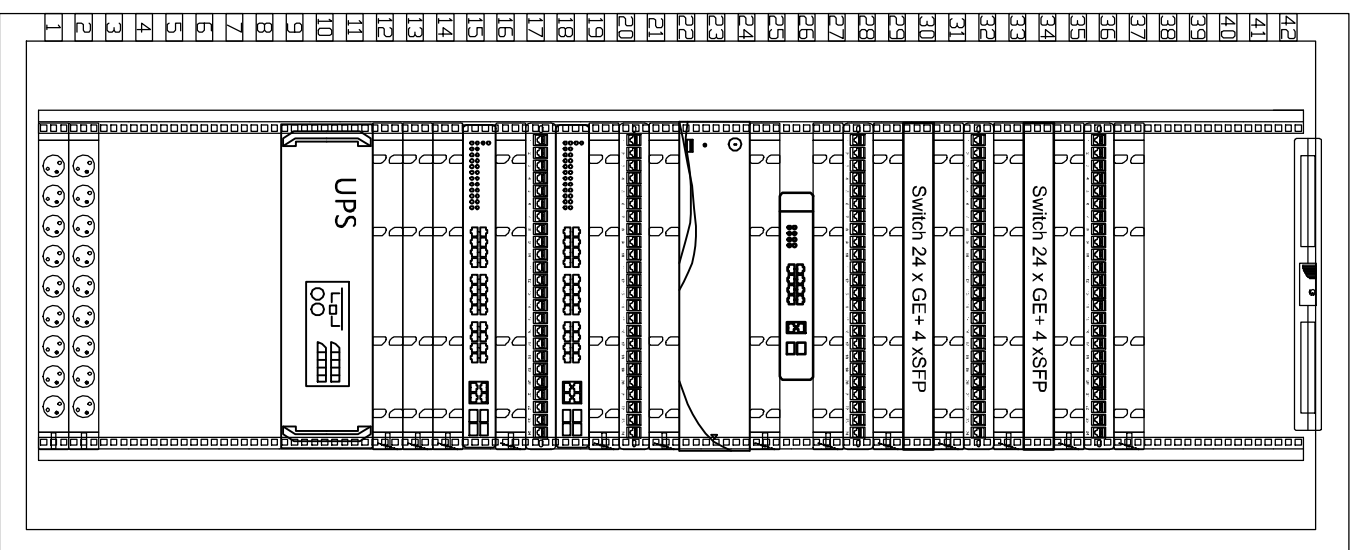 1 2 3 4 5 6 7 8 9 10 11 12 13 14 15 16 17 18 19 20 21 22 23 24 25 26 27 28 29 30 31 32 33 34 35 36 37 38 39 40 41 42
UPS
Switch 24 x GE+ 4 xSFP
Switch 24 x GE+ 4 xSFP